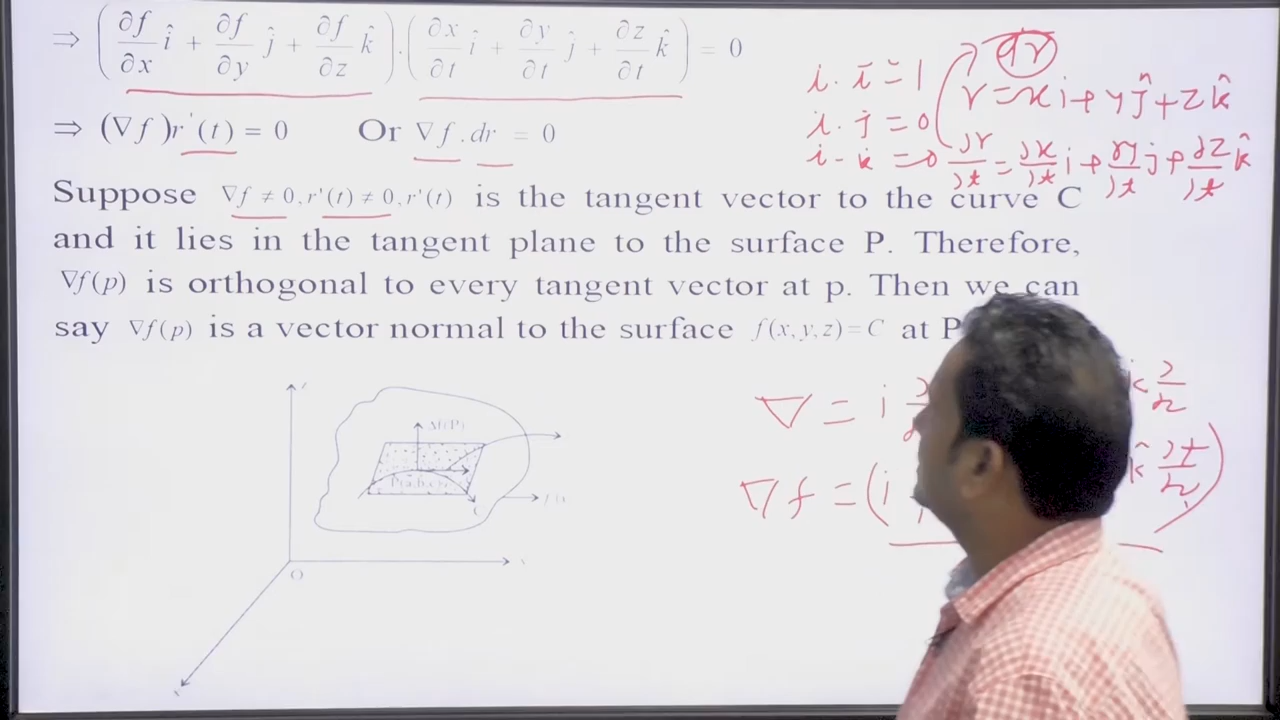 ⇒ (∂f/∂x î + ∂f/∂y ĵ + ∂f/∂z k̂).(∂x/∂t î + ∂y/∂t ĵ + ∂z/∂t k̂) = 0
⇒ (∇f)r'(t) = 0 Or ∇f.dr = 0
Suppose ∇f ≠ 0, r'(t) ≠ 0, r'(t) is the tangent vector to the curve C
and it lies in the tangent plane to the surface P. Therefore,
∇f(p) is orthogonal to every tangent vector at p. Then we can
say ∇f(p) is a vector normal to the surface f(x,y,z)=C at P
i . i = 1
i . j = 0
i - k = 0
dr
r = xi + yĵ + zk̂
∂r/∂t = ∂x/∂t i + ∂y/∂t j + ∂z/∂t k̂
∇ = i
∇f = (i
Δf(P)
P(a,b,c)
C
O
x